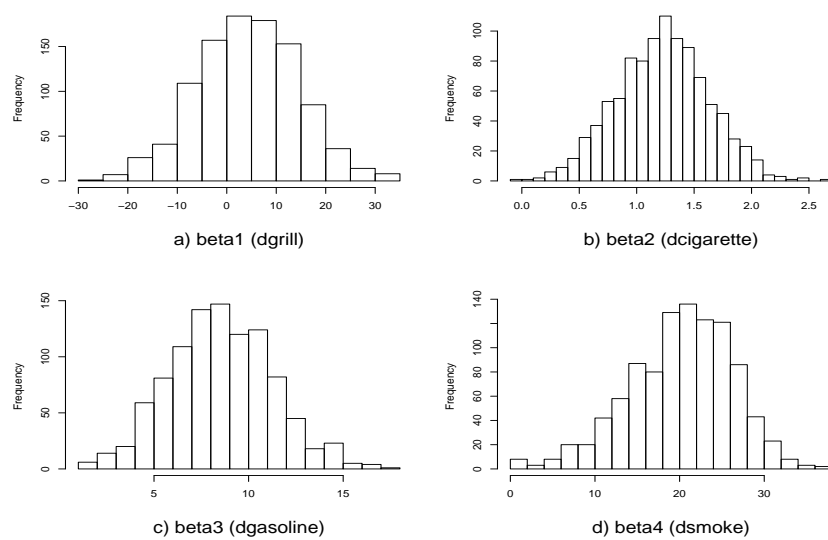 Frequency
0 50 100 150
−30 −20 −10 0 10 20 30
a) beta1 (dgrill)
Frequency
0 20 40 60 80 100
0.0 0.5 1.0 1.5 2.0 2.5
b) beta2 (dcigarette)
Frequency
0 50 100 150
5 10 15
c) beta3 (dgasoline)
Frequency
0 20 40 60 80 100 140
0 10 20 30
d) beta4 (dsmoke)